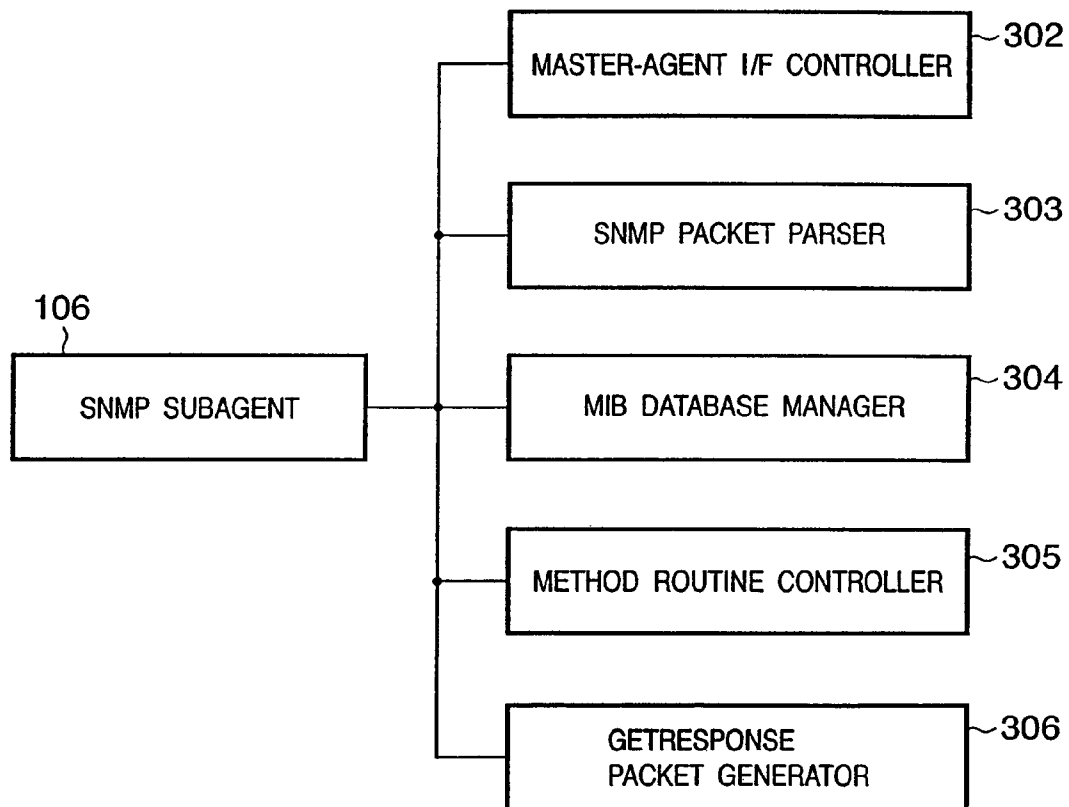 MASTER-AGENT I/F CONTROLLER
302
SNMP PACKET PARSER
303
106
SNMP SUBAGENT
MIB DATABASE MANAGER
304
METHOD ROUTINE CONTROLLER
305
GETRESPONSE
PACKET GENERATOR
306